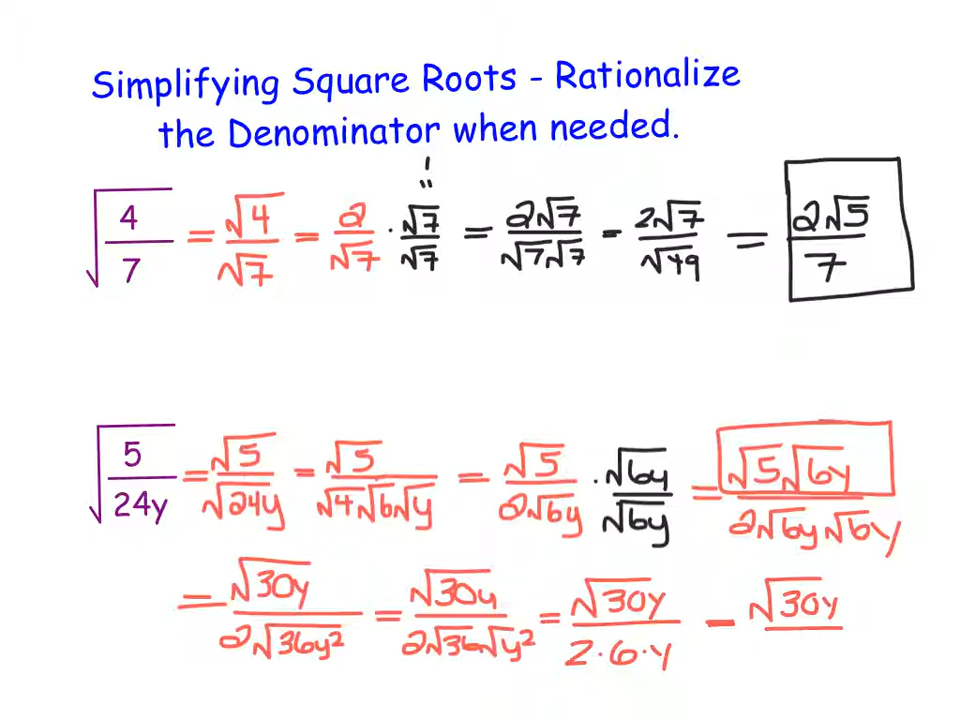 Simplifying Square Roots - Rationalize
the Denominator when needed.
1
"
√(4/7) = √4/√7 = 2/√7 · √7/√7 = 2√7/√7√7 - 2√7/√49 = 2√5/7
√(5/24y) = √5/√24y = √5/√4√6√y = √5/2√6y · √6y/√6y = √5√6y/2√6y√6y
= √30y/2√36y² = √30y/2√36√y² = √30y/2·6·y - √30y/